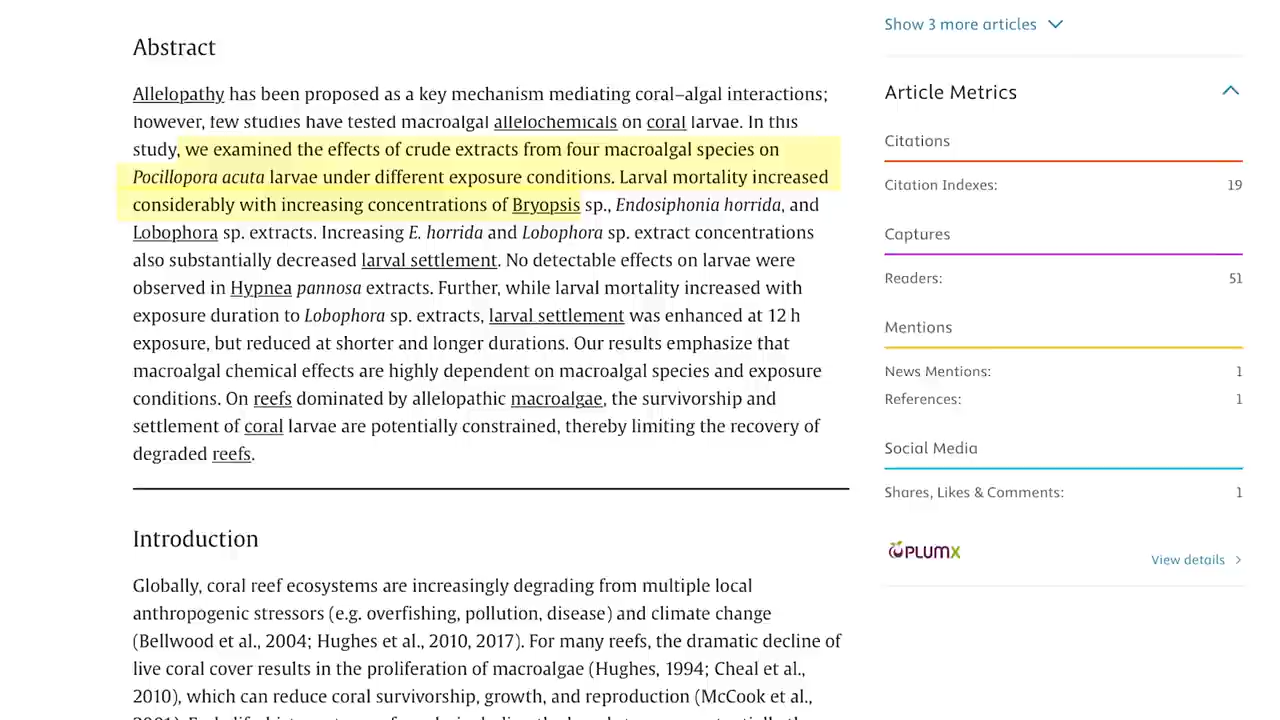 Abstract
Allelopathy has been proposed as a key mechanism mediating coral–algal interactions;
however, few studies have tested macroalgal allelochemicals on coral larvae. In this
study, we examined the effects of crude extracts from four macroalgal species on
Pocillopora acuta larvae under different exposure conditions. Larval mortality increased
considerably with increasing concentrations of Bryopsis sp., Endosiphonia horrida, and
Lobophora sp. extracts. Increasing E. horrida and Lobophora sp. extract concentrations
also substantially decreased larval settlement. No detectable effects on larvae were
observed in Hypnea pannosa extracts. Further, while larval mortality increased with
exposure duration to Lobophora sp. extracts, larval settlement was enhanced at 12 h
exposure, but reduced at shorter and longer durations. Our results emphasize that
macroalgal chemical effects are highly dependent on macroalgal species and exposure
conditions. On reefs dominated by allelopathic macroalgae, the survivorship and
settlement of coral larvae are potentially constrained, thereby limiting the recovery of
degraded reefs.
Introduction
Globally, coral reef ecosystems are increasingly degrading from multiple local
anthropogenic stressors (e.g. overfishing, pollution, disease) and climate change
(Bellwood et al., 2004; Hughes et al., 2010, 2017). For many reefs, the dramatic decline of
live coral cover results in the proliferation of macroalgae (Hughes, 1994; Cheal et al.,
2010), which can reduce coral survivorship, growth, and reproduction (McCook et al.,
Show 3 more articles
Article Metrics
Citations
Citation Indexes: 19
Captures
Readers: 51
Mentions
News Mentions: 1
References: 1
Social Media
Shares, Likes & Comments: 1
PLUMX
View details